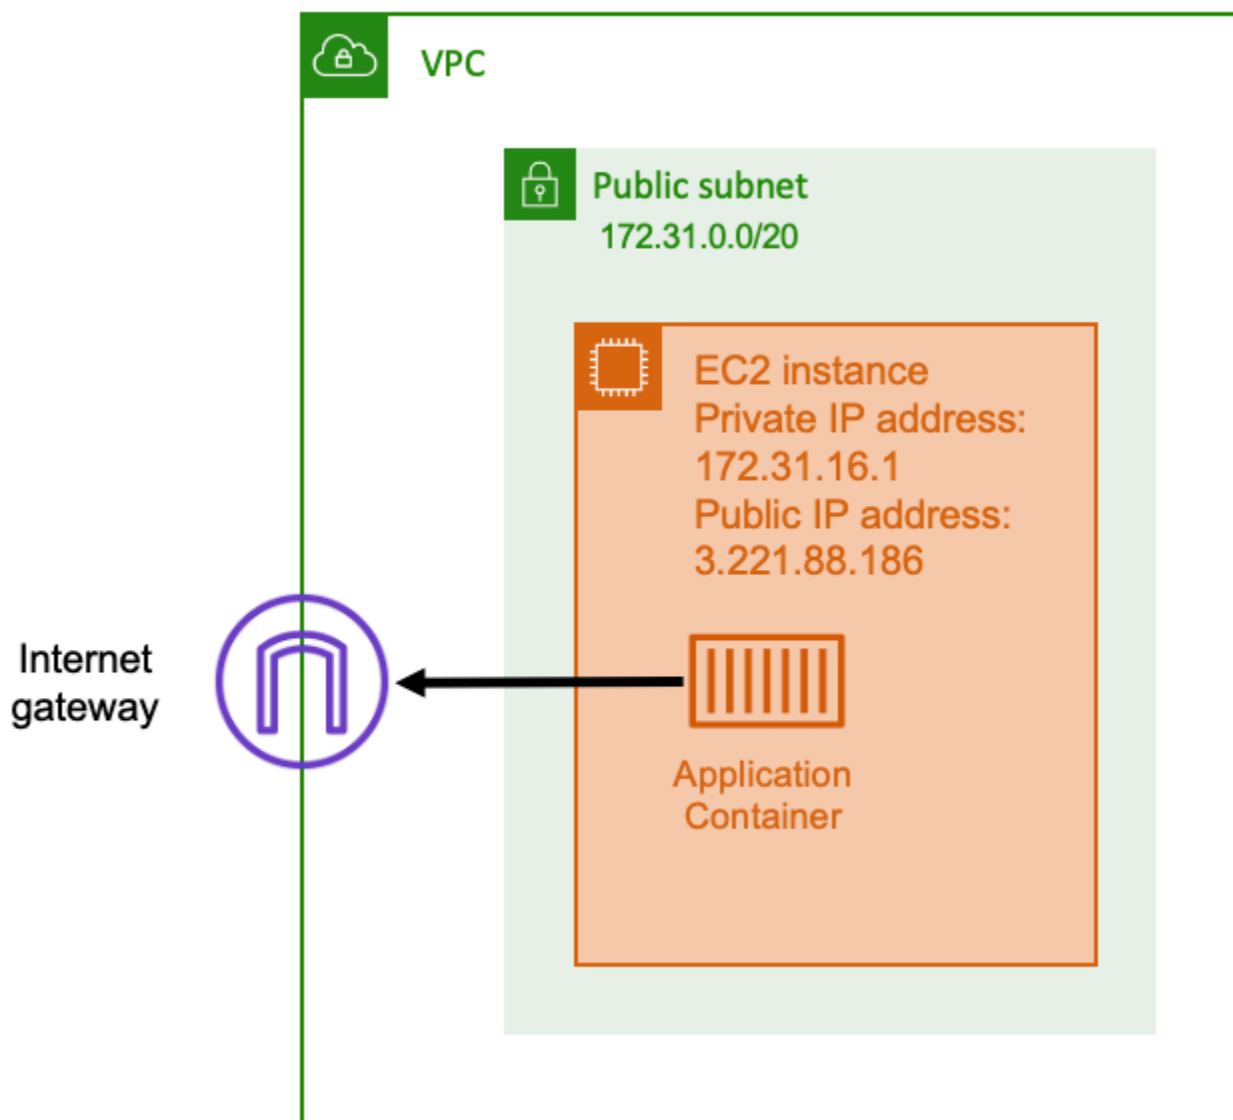 VPC
Public subnet
172.31.0.0/20
EC2 instance
Private IP address:
172.31.16.1
Public IP address:
3.221.88.186
Internet
gateway
Application
Container